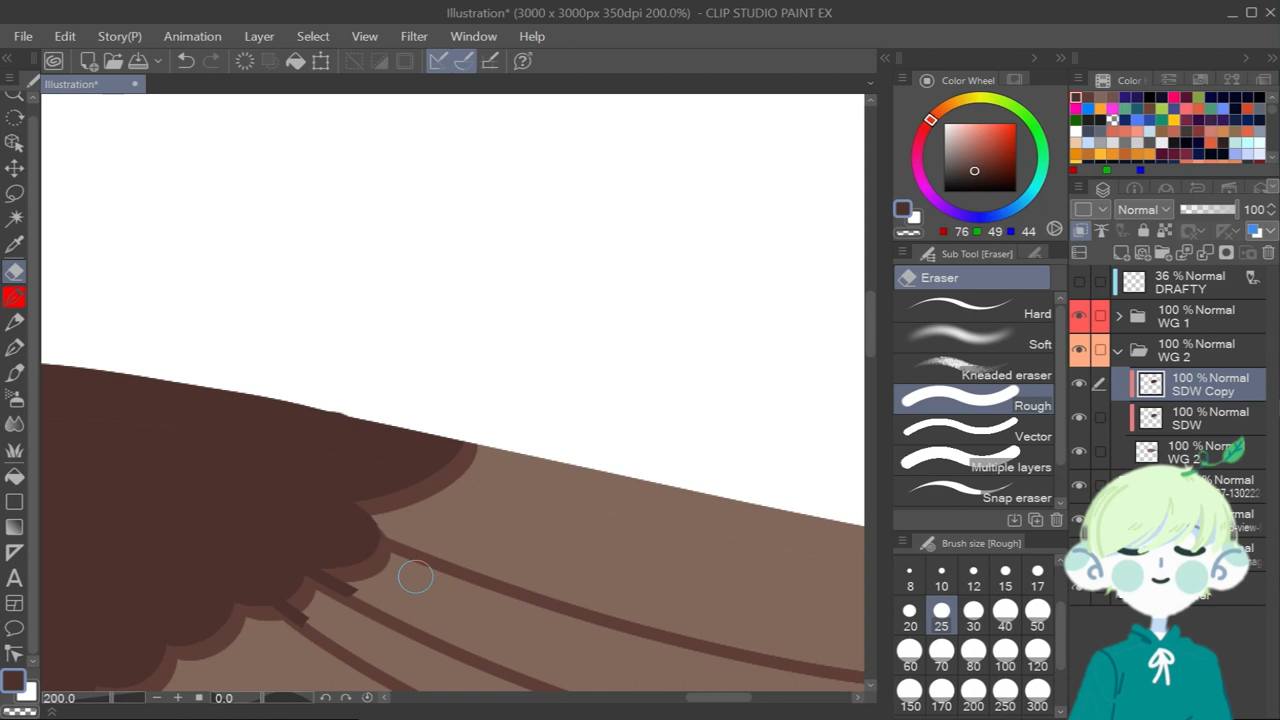 Illustration* (3000 x 3000px 350dpi 200.0%) - CLIP STUDIO PAINT EX
File Edit Story(P) Animation Layer Select View Filter Window Help
Illustration*
Color Wheel
Color
76 49 44
Normal 100
Sub Tool [Eraser]
Eraser
Hard
Soft
Kneaded eraser
Rough
Vector
Multiple layers
Snap eraser
Brush size [Rough]
8 10 12 15 17
20 25 30 40 50
60 70 80 100 120
150 170 200 250 300
36 % Normal
DRAFTY
100 % Normal
WG 1
100 % Normal
WG 2
100 % Normal
SDW Copy
100 % Normal
SDW
100 % Normal
WG 2
Normal
7-130222
Normal
200.0
0.0